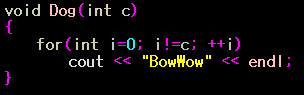 void Dog(int c)
{
    for(int i=0; i!=c; ++i)
        cout << "BowWow" << endl;
}